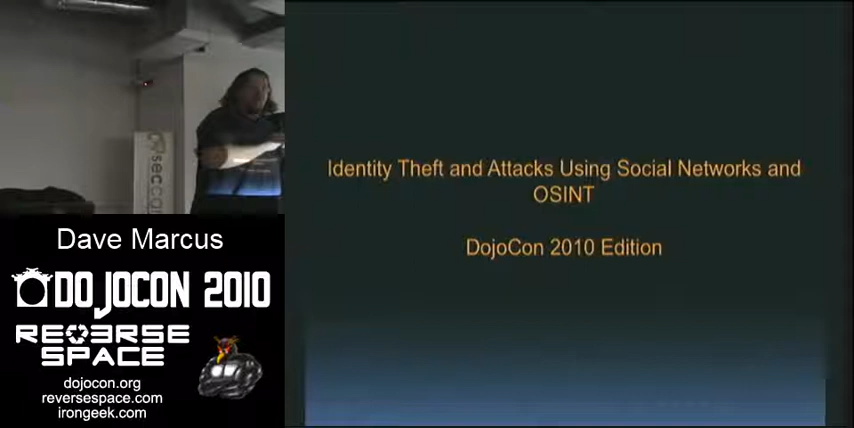 Dave Marcus
DOJOCON 2010
REVERSE
SPACE
dojocon.org
reversespace.com
irongeek.com
Identity Theft and Attacks Using Social Networks and
OSINT
DojoCon 2010 Edition